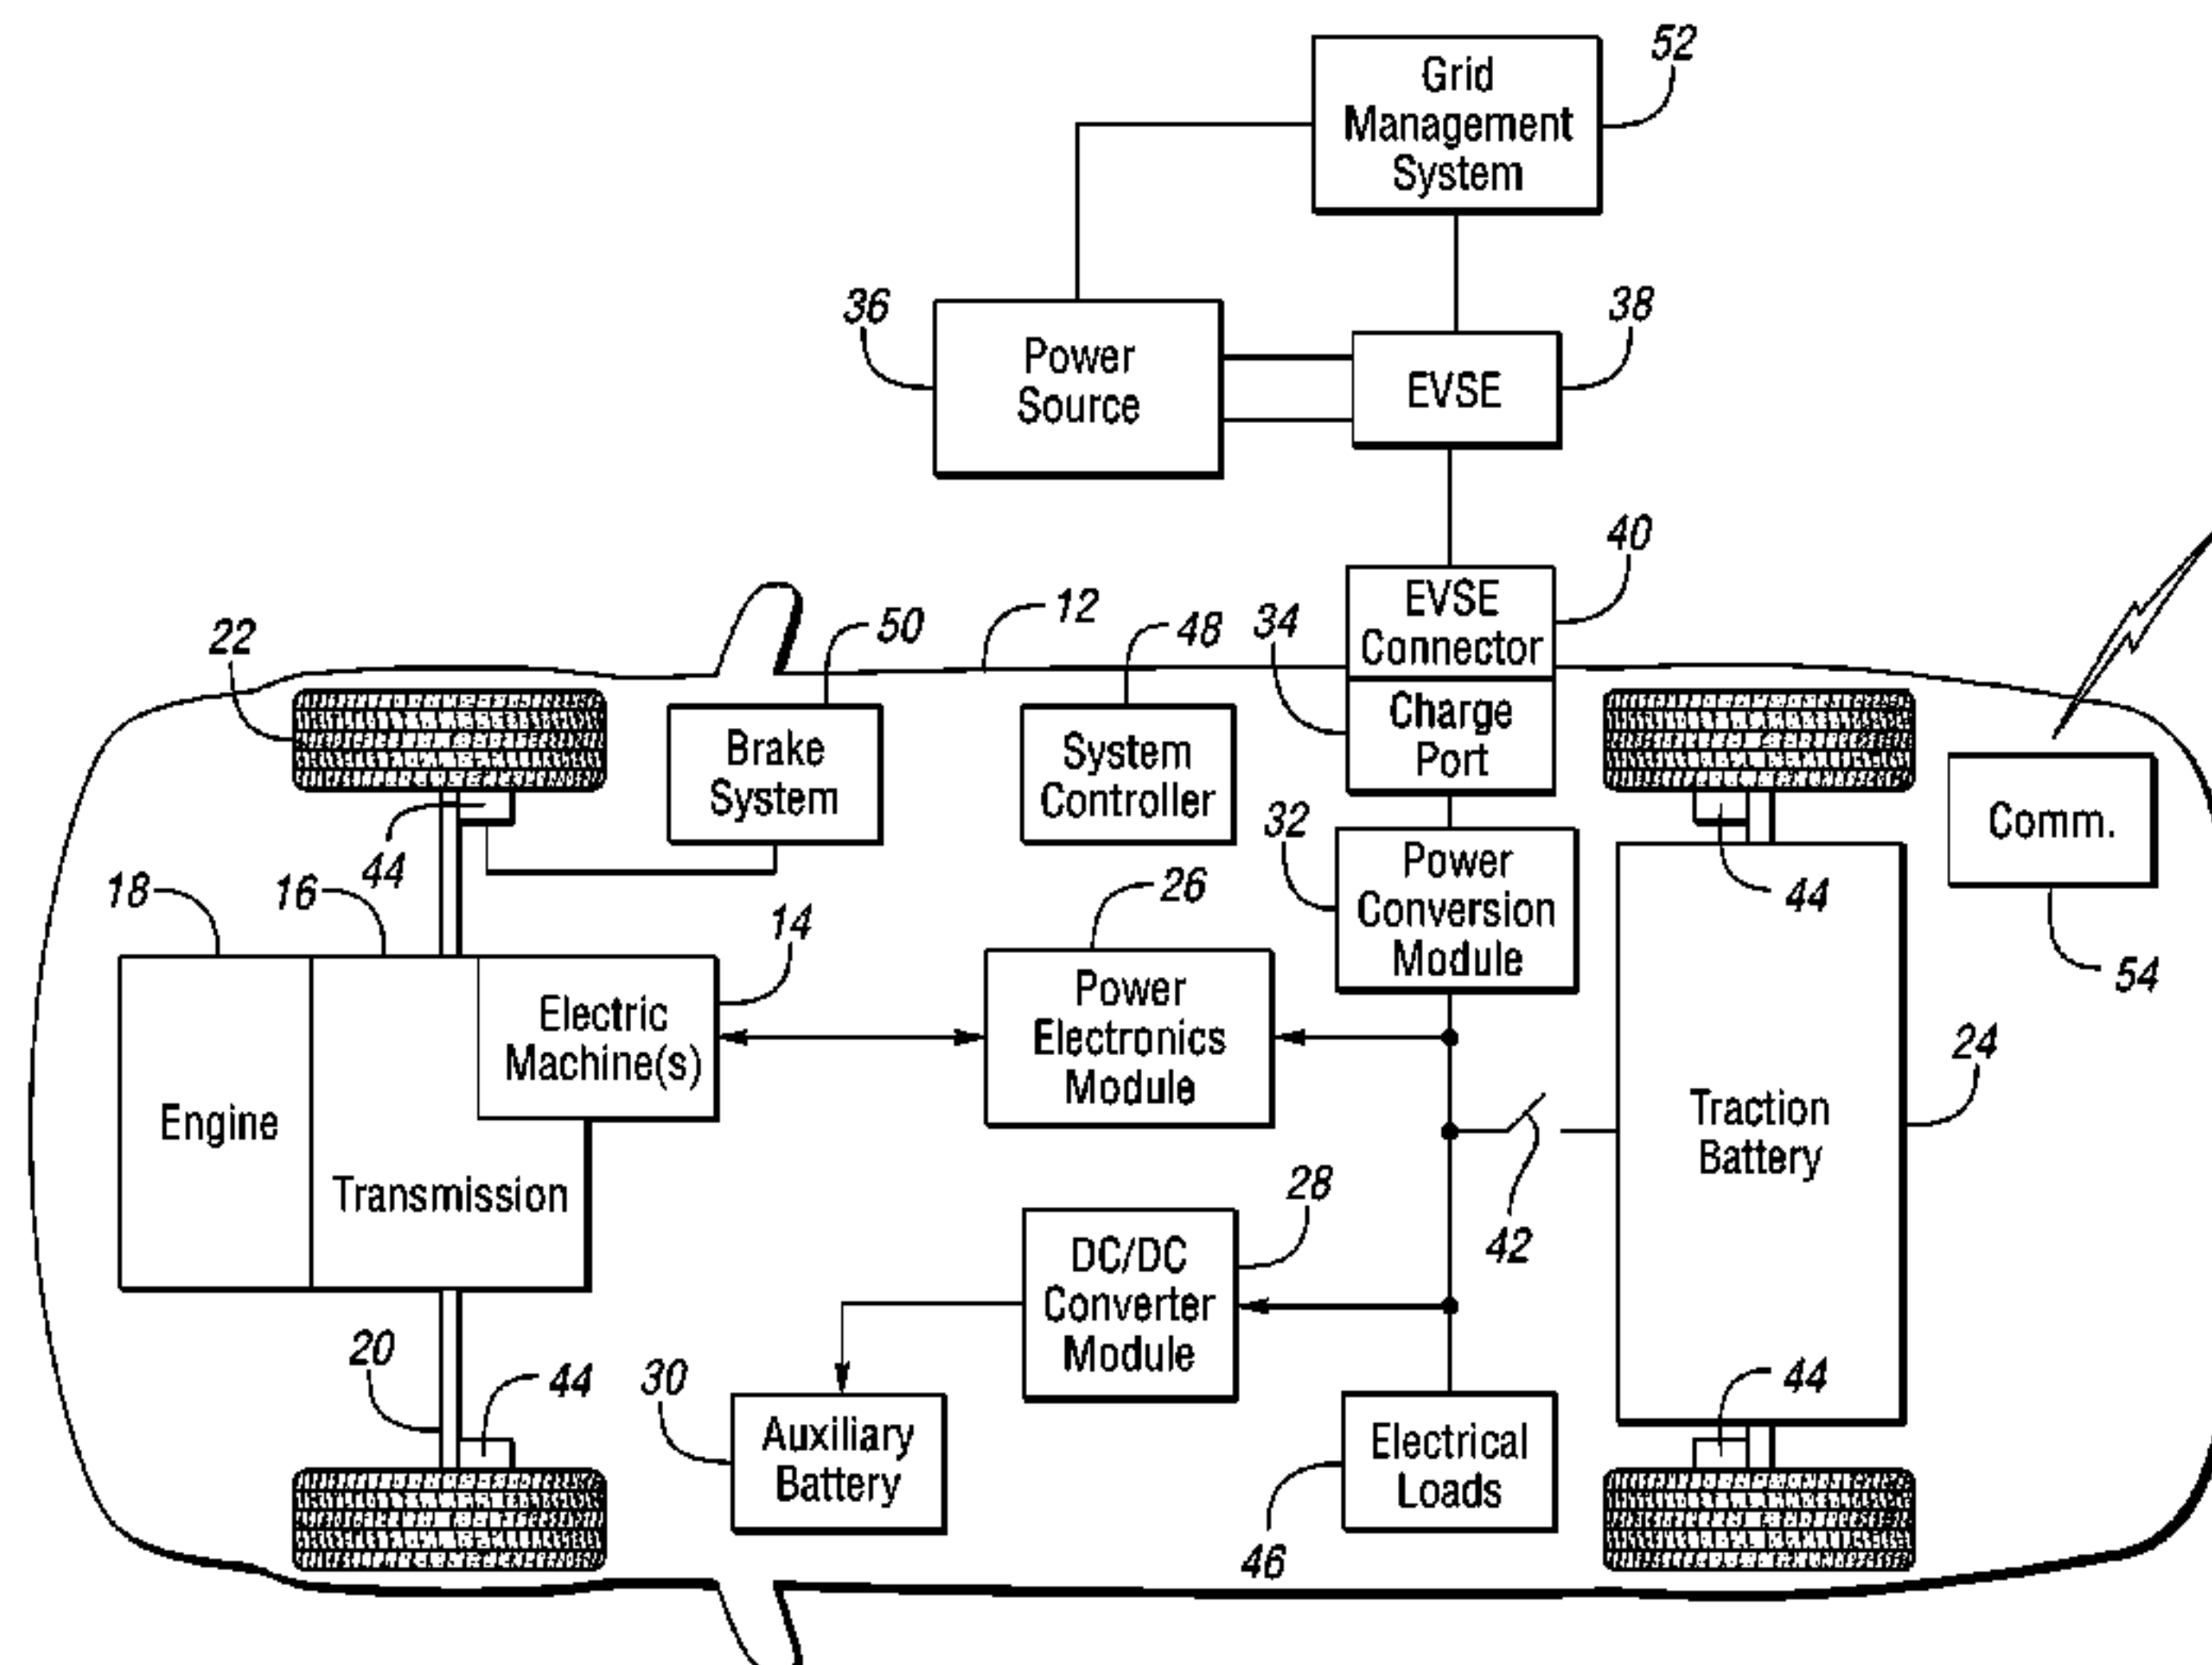 52
Grid
Management
System
36
38
Power
Source
EVSE
40
EVSE
Connector
12
34
48
50
22
Charge
Port
Brake
System
System
Controller
44
32
Comm.
Power
Conversion
Module
44
54
18
16
14
26
Electric
Machine(s)
Power
Electronics
Module
24
Engine
Traction
Battery
Transmission
28
42
DC/DC
Converter
Module
20
44
30
44
Auxiliary
Battery
Electrical
Loads
46